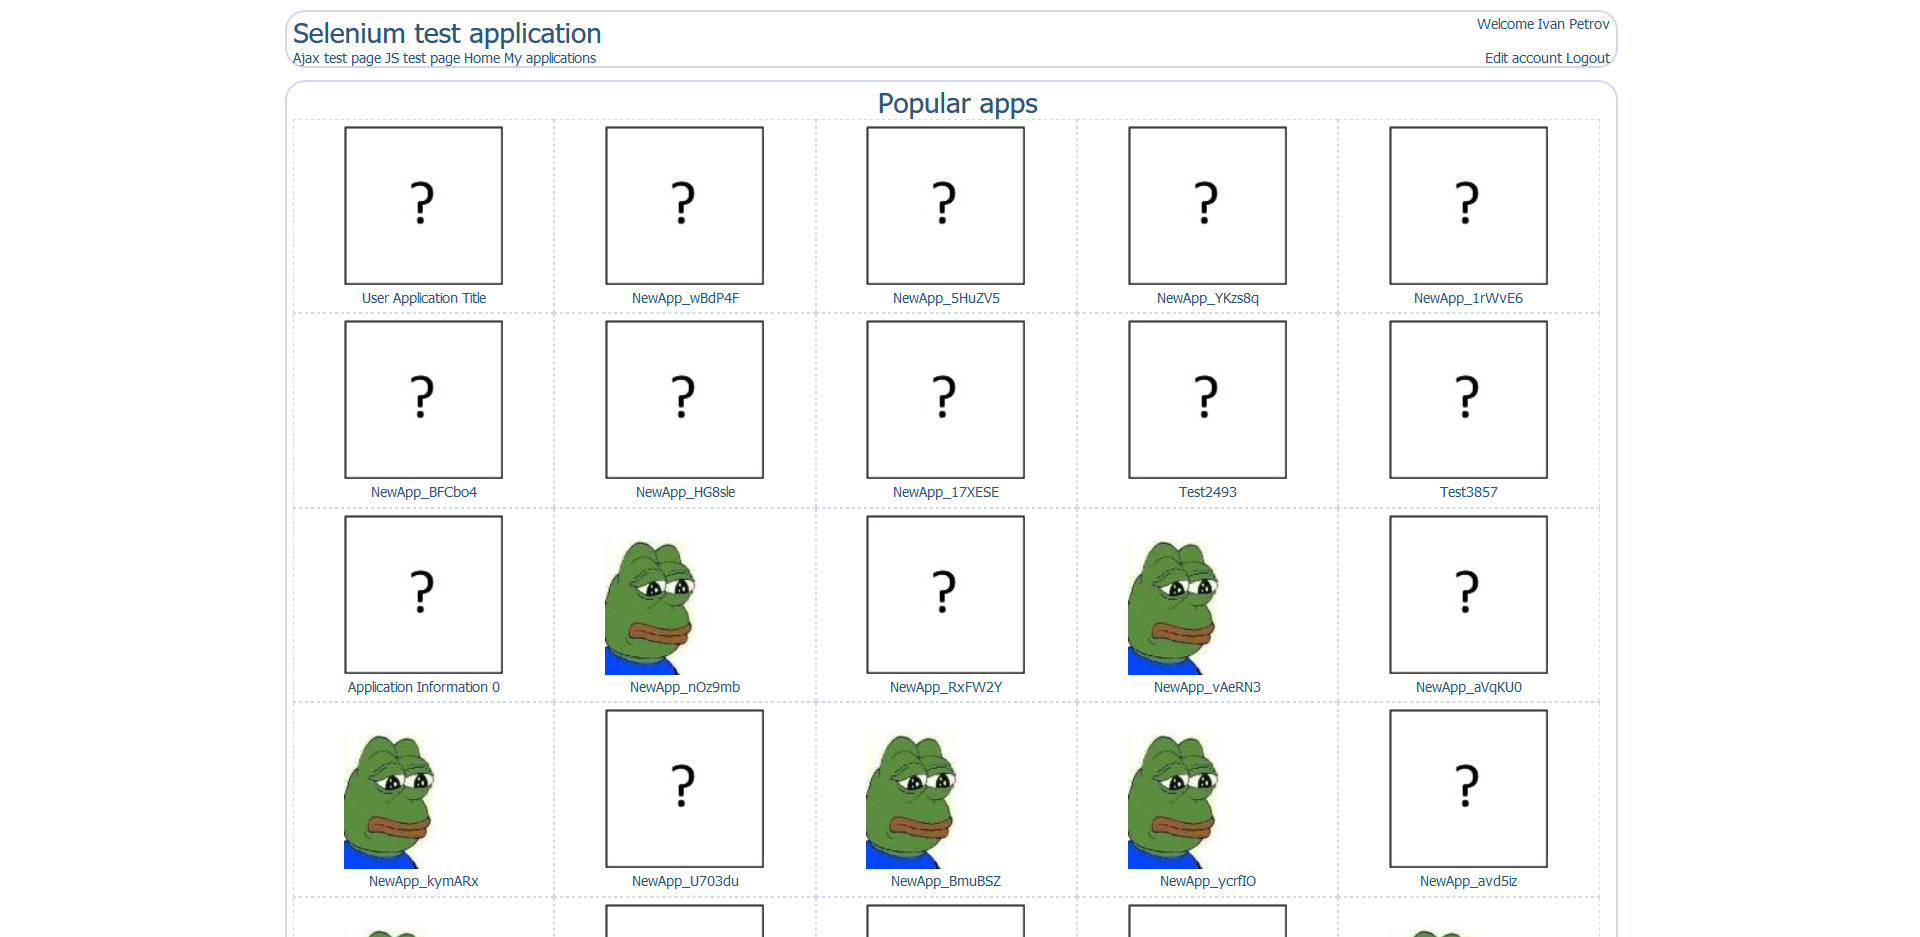 Selenium test application
Welcome Ivan Petrov
Ajax test page JS test page Home My applications
Edit account Logout
Popular apps
? ? ? ? ?
User Application Title NewApp_wBdP4F NewApp_5HuZV5 NewApp_YKzs8q NewApp_1rWvE6
? ? ? ? ?
NewApp_BFCbo4 NewApp_HG8sle NewApp_17XESE Test2493 Test3857
? ? ?
Application Information 0 NewApp_nOz9mb NewApp_RxFW2Y NewApp_vAeRN3 NewApp_aVqKU0
? ?
NewApp_kymARx NewApp_U703du NewApp_BmuBSZ NewApp_ycrfIO NewApp_avd5iz